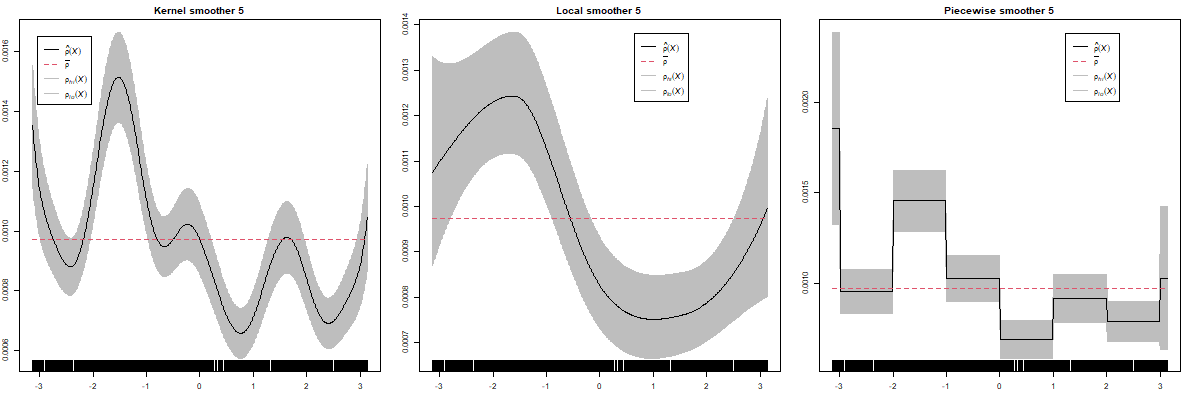 Kernel smoother 5
ρ̂(X)
ρ̄
ρhi(X)
ρlo(X)
0.0016
0.0014
0.0012
0.0010
0.0008
0.0006
-3 -2 -1 0 1 2 3
Local smoother 5
ρ̂(X)
ρ̄
ρhi(X)
ρlo(X)
0.0014
0.0013
0.0012
0.0011
0.0010
0.0009
0.0008
0.0007
-3 -2 -1 0 1 2 3
Piecewise smoother 5
ρ̂(X)
ρ̄
ρhi(X)
ρlo(X)
0.0020
0.0015
0.0010
-3 -2 -1 0 1 2 3